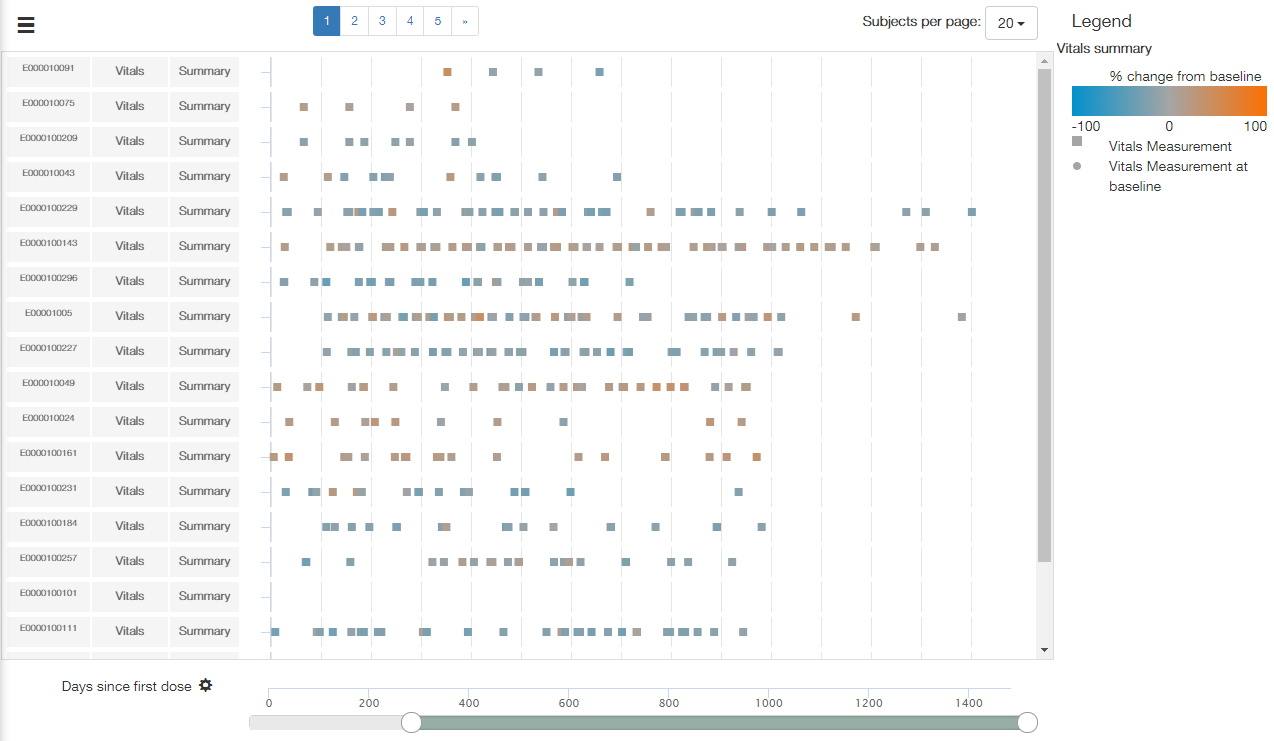 1 2 3 4 5 »
Subjects per page: 20
Legend
Vitals summary
% change from baseline
-100 0 100
Vitals Measurement
Vitals Measurement at
baseline
E000010091 Vitals Summary
E000010075 Vitals Summary
E0000100209 Vitals Summary
E000010043 Vitals Summary
E0000100229 Vitals Summary
E0000100143 Vitals Summary
E0000100296 Vitals Summary
E00001005 Vitals Summary
E0000100227 Vitals Summary
E000010049 Vitals Summary
E000010024 Vitals Summary
E0000100161 Vitals Summary
E0000100231 Vitals Summary
E0000100184 Vitals Summary
E0000100257 Vitals Summary
E0000100101 Vitals Summary
E0000100111 Vitals Summary
Days since first dose
0 200 400 600 800 1000 1200 1400